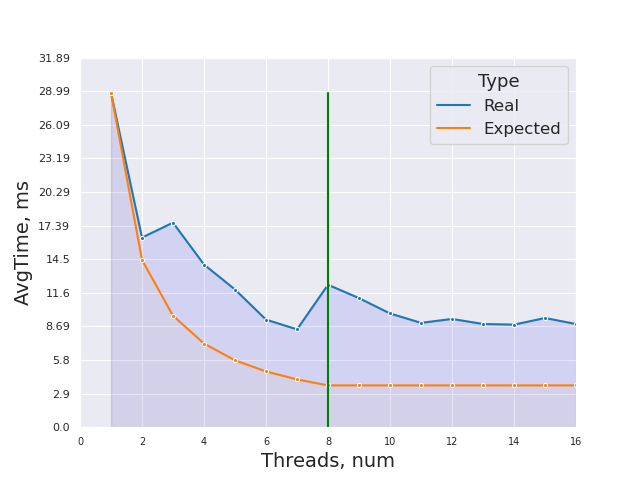 Type
Real
Expected
AvgTime, ms
31.89
28.99
26.09
23.19
20.29
17.39
14.5
11.6
8.69
5.8
2.9
0.0
0 2 4 6 8 10 12 14 16
Threads, num